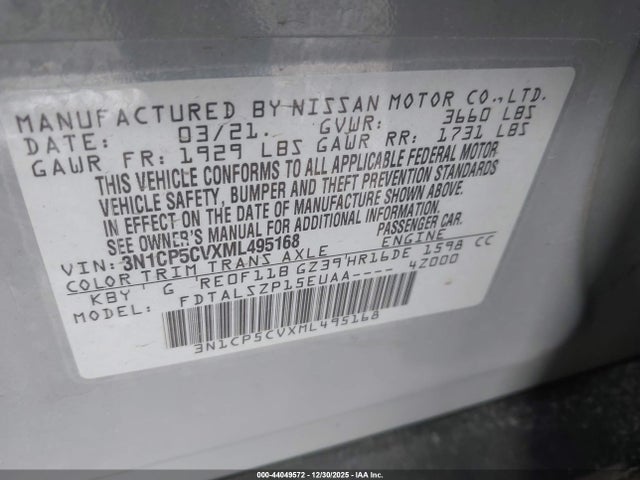 MANUFACTURED BY NISSAN MOTOR CO.,LTD.
DATE: 03/21. GVWR: 3660 LBS
GAWR FR: 1929 LBS GAWR RR: 1731 LBS
THIS VEHICLE CONFORMS TO ALL APPLICABLE FEDERAL MOTOR
VEHICLE SAFETY, BUMPER AND THEFT PREVENTION STANDARDS
IN EFFECT ON THE DATE OF MANUFACTURE SHOWN ABOVE.
SEE OWNER'S MANUAL FOR ADDITIONAL INFORMATION.
VIN: 3N1CP5CVXML495168 PASSENGER CAR.
COLOR TRIM TRANS AXLE ENGINE
KBY G RE0F11B GZ39 HR16DE 1598 CC
MODEL: FDTALSZP15EUAA---- 4Z000
3N1CP5CVXML495168
000-44049572 - 12/30/2025 - IAA Inc.